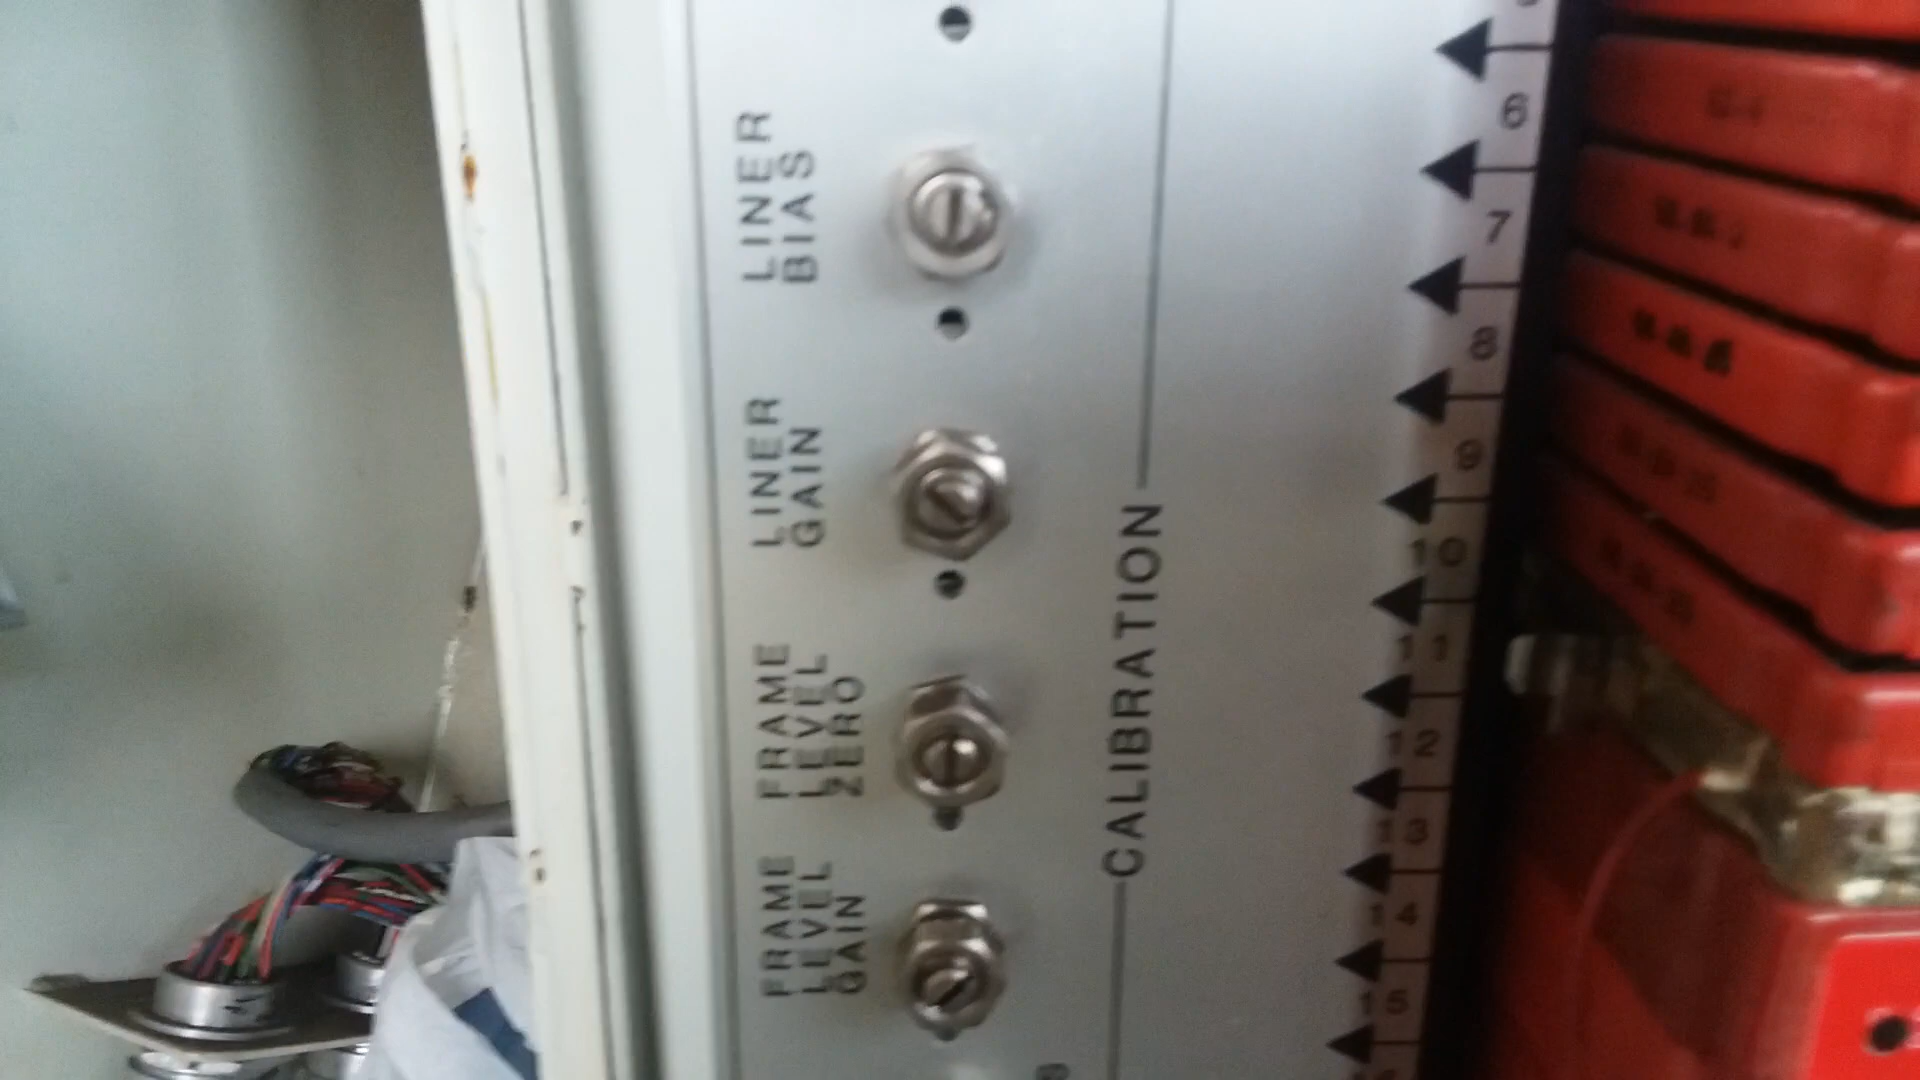 LINER
BIAS
LINER
GAIN
FRAME
LEVEL
ZERO
FRAME
LEVEL
GAIN
CALIBRATION
6
7
8
9
10
11
12
13
14
15